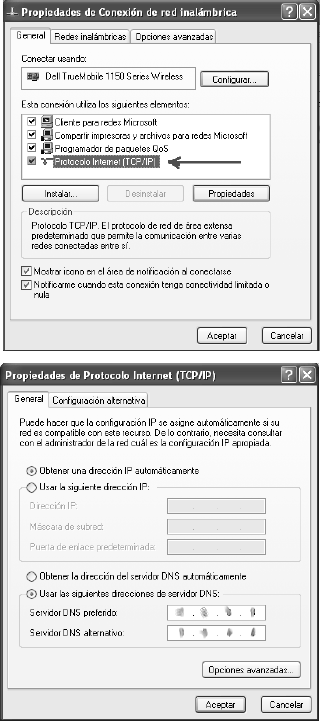 Propiedades de Conexión de red inalámbrica
General Redes inalámbricas Opciones avanzadas
Conectar usando:
Dell TrueMobile 1150 Series Wireless
Configurar...
Esta conexión utiliza los siguientes elementos:
Cliente para redes Microsoft
Compartir impresoras y archivos para redes Microsoft
Programador de paquetes QoS
Protocolo Internet (TCP/IP)
Instalar... Desinstalar Propiedades
Descripción
Protocolo TCP/IP. El protocolo de red de área extensa
predeterminado que permite la comunicación entre varias
redes conectadas entre sí.
Mostrar icono en el área de notificación al conectarse
Notificarme cuando esta conexión tenga conectividad limitada o
nula
Aceptar Cancelar
Propiedades de Protocolo Internet (TCP/IP)
General Configuración alternativa
Puede hacer que la configuración IP se asigne automáticamente si su
red es compatible con este recurso. De lo contrario, necesita consultar
con el administrador de la red cuál es la configuración IP apropiada.
Obtener una dirección IP automáticamente
Usar la siguiente dirección IP:
Dirección IP:
Máscara de subred:
Puerta de enlace predeterminada:
Obtener la dirección del servidor DNS automáticamente
Usar las siguientes direcciones de servidor DNS:
Servidor DNS preferido:
Servidor DNS alternativo:
Opciones avanzadas...
Aceptar Cancelar